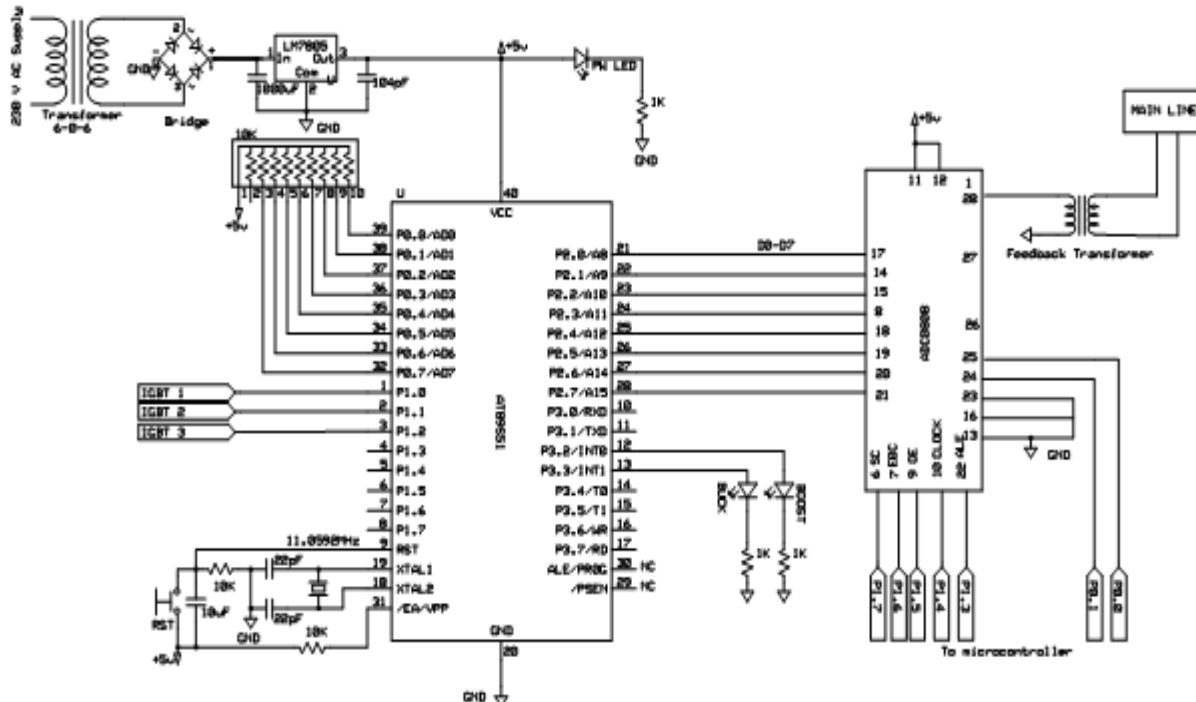 230 V AC Supply
Transformer
6-0-6
2
3
1
+
-
GND
Bridge
1
In
LM7805
Out
3
Com
U
2
1000uF
104pF
GND
+5v
PW LED
1K
GND
10K
1 2 3 4 5 6 7 8 9 10
+5v
U
40
VCC
39 P0.0/AD0
38 P0.1/AD1
37 P0.2/AD2
36 P0.3/AD3
35 P0.4/AD4
34 P0.5/AD5
33 P0.6/AD6
32 P0.7/AD7
IGBT 1
1 P1.0
IGBT 2
2 P1.1
IGBT 3
3 P1.2
4 P1.3
5 P1.4
6 P1.5
7 P1.6
8 P1.7
9 RST
19 XTAL1
18 XTAL2
31 /EA/VPP
AT89S51
P2.0/A8 21
P2.1/A9 22
P2.2/A10 23
P2.3/A11 24
P2.4/A12 25
P2.5/A13 26
P2.6/A14 27
P2.7/A15 28
P3.0/RXD 10
P3.1/TXD 11
P3.2/INT0 12
P3.3/INT1 13
P3.4/T0 14
P3.5/T1 15
P3.6/WR 16
P3.7/RD 17
ALE/PROG 30 NC
/PSEN 29 NC
GND
20
GND
11.0592MHz
22pF
10K
10uF
GND
22pF
RST
10K
+5v
BUCK
BOOST
1K
1K
D0-D7
+5v
11 12 1
28
17
14
15
8
18
19
20
21
ADC0808
27
26
25
24
23
16
13
GND
6 SC
7 EOC
9 OE
10 CLOCK
22 ALE
P1.7
P1.6
P1.5
P1.4
P1.3
P0.1
P0.2
To microcontroller
MAIN LINE
Feedback Transformer